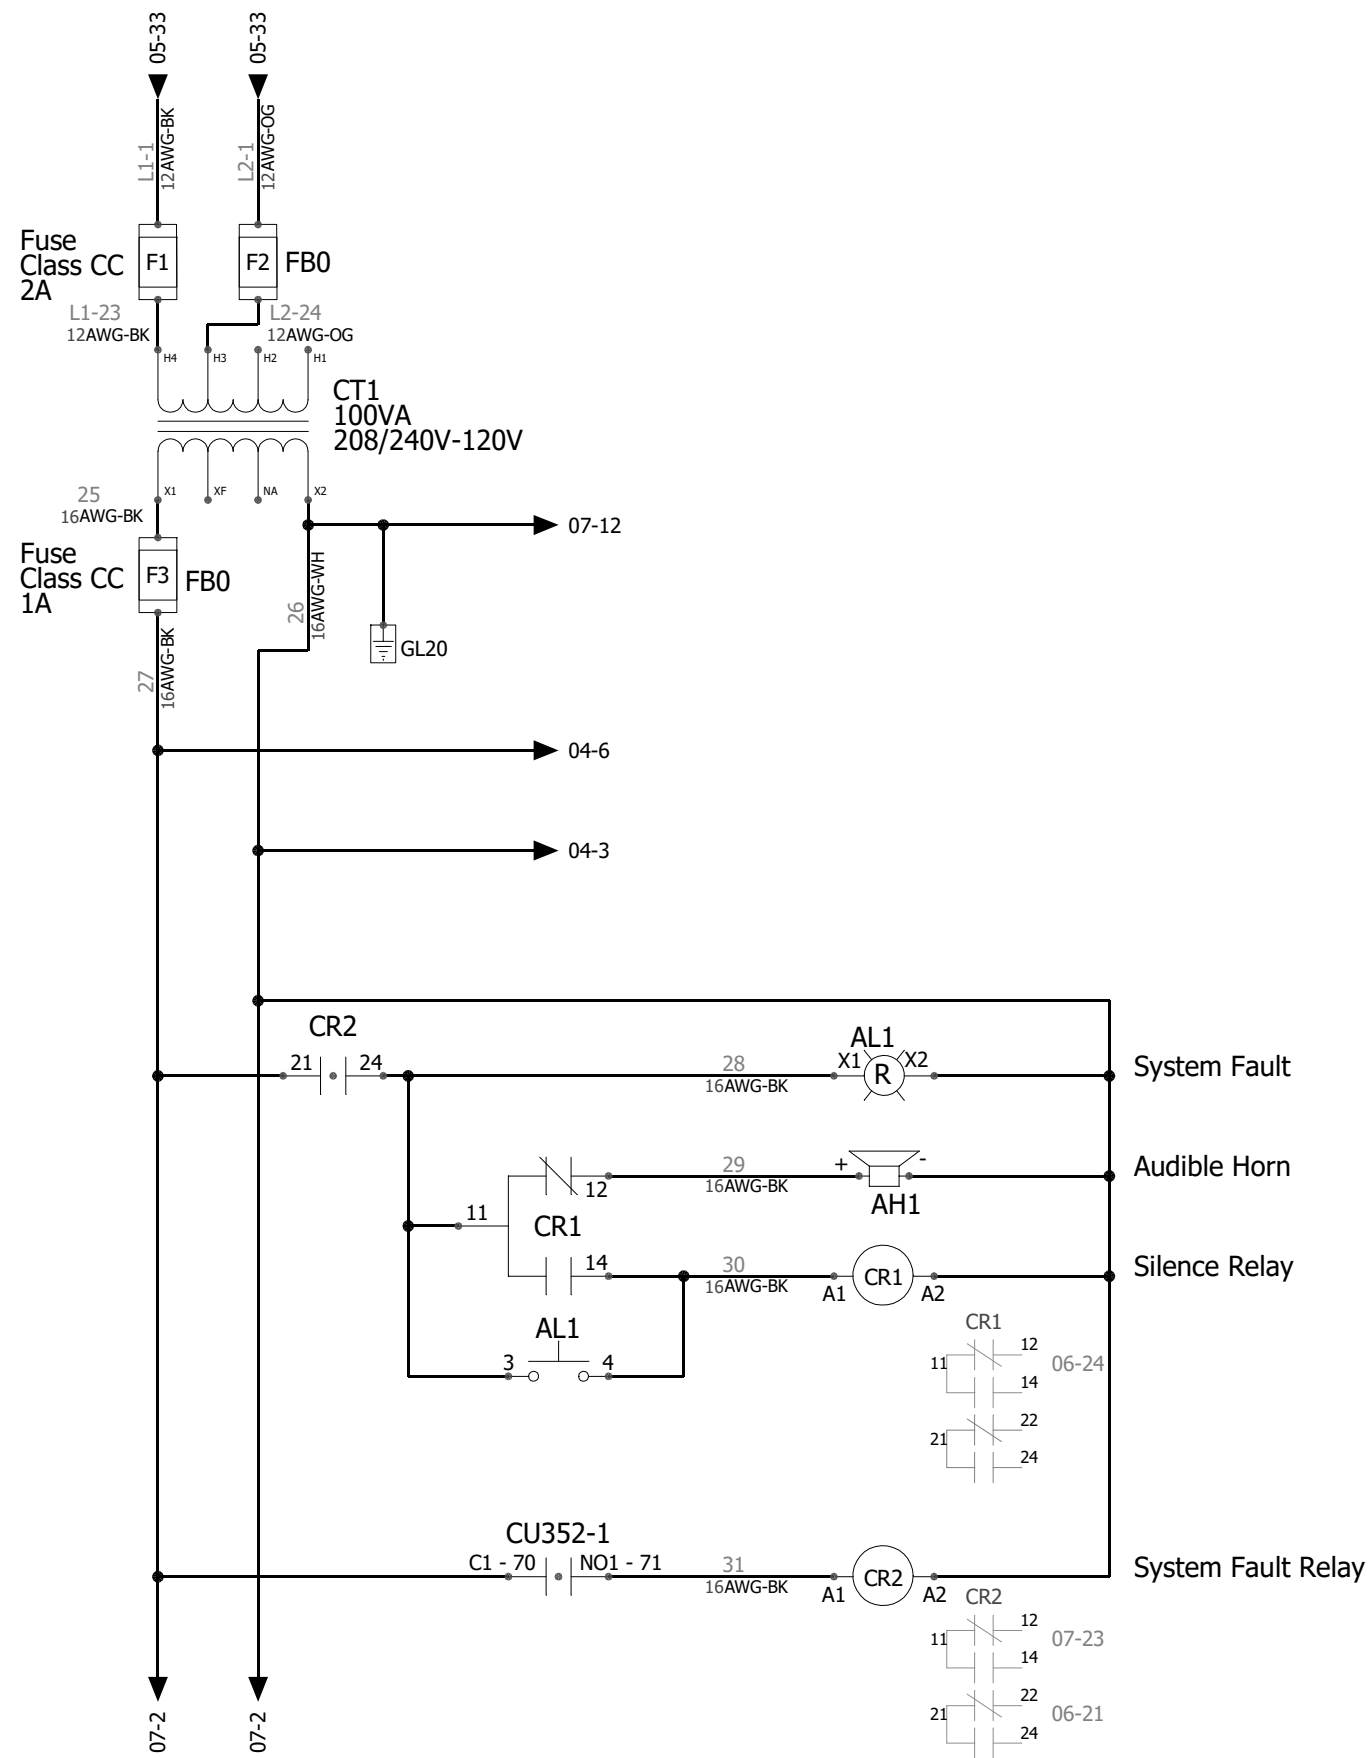 05-33
05-33
L1-1
12AWG-BK
L2-1
12AWG-OG
Fuse
Class CC
2A
F1
F2
FB0
L1-23
12AWG-BK
L2-24
12AWG-OG
H4
H3
H2
H1
CT1
100VA
208/240V-120V
X1
XF
NA
X2
25
16AWG-BK
07-12
Fuse
Class CC
1A
F3
FB0
26
16AWG-WH
GL20
27
16AWG-BK
04-6
04-3
CR2
21
24
28
16AWG-BK
AL1
X1
R
X2
System Fault
12
29
16AWG-BK
+
-
AH1
Audible Horn
11
CR1
14
30
16AWG-BK
A1
CR1
A2
Silence Relay
AL1
3
4
CR1
11
12
14
06-24
21
22
24
CU352-1
C1 - 70
NO1 - 71
31
16AWG-BK
A1
CR2
A2
System Fault Relay
CR2
11
12
14
07-23
21
22
24
06-21
07-2
07-2